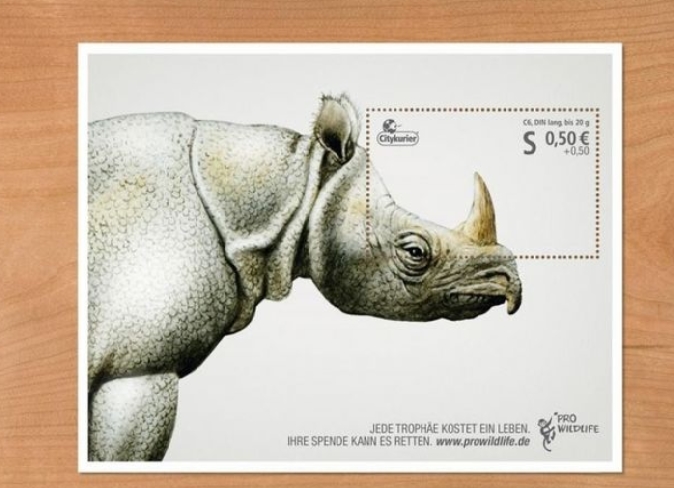 Citykurier
C6, DIN lang, bis 20 g
S 0,50 €
+0,50
JEDE TROPHÄE KOSTET EIN LEBEN.
IHRE SPENDE KANN ES RETTEN. www.prowildlife.de
PRO
WILDLIFE